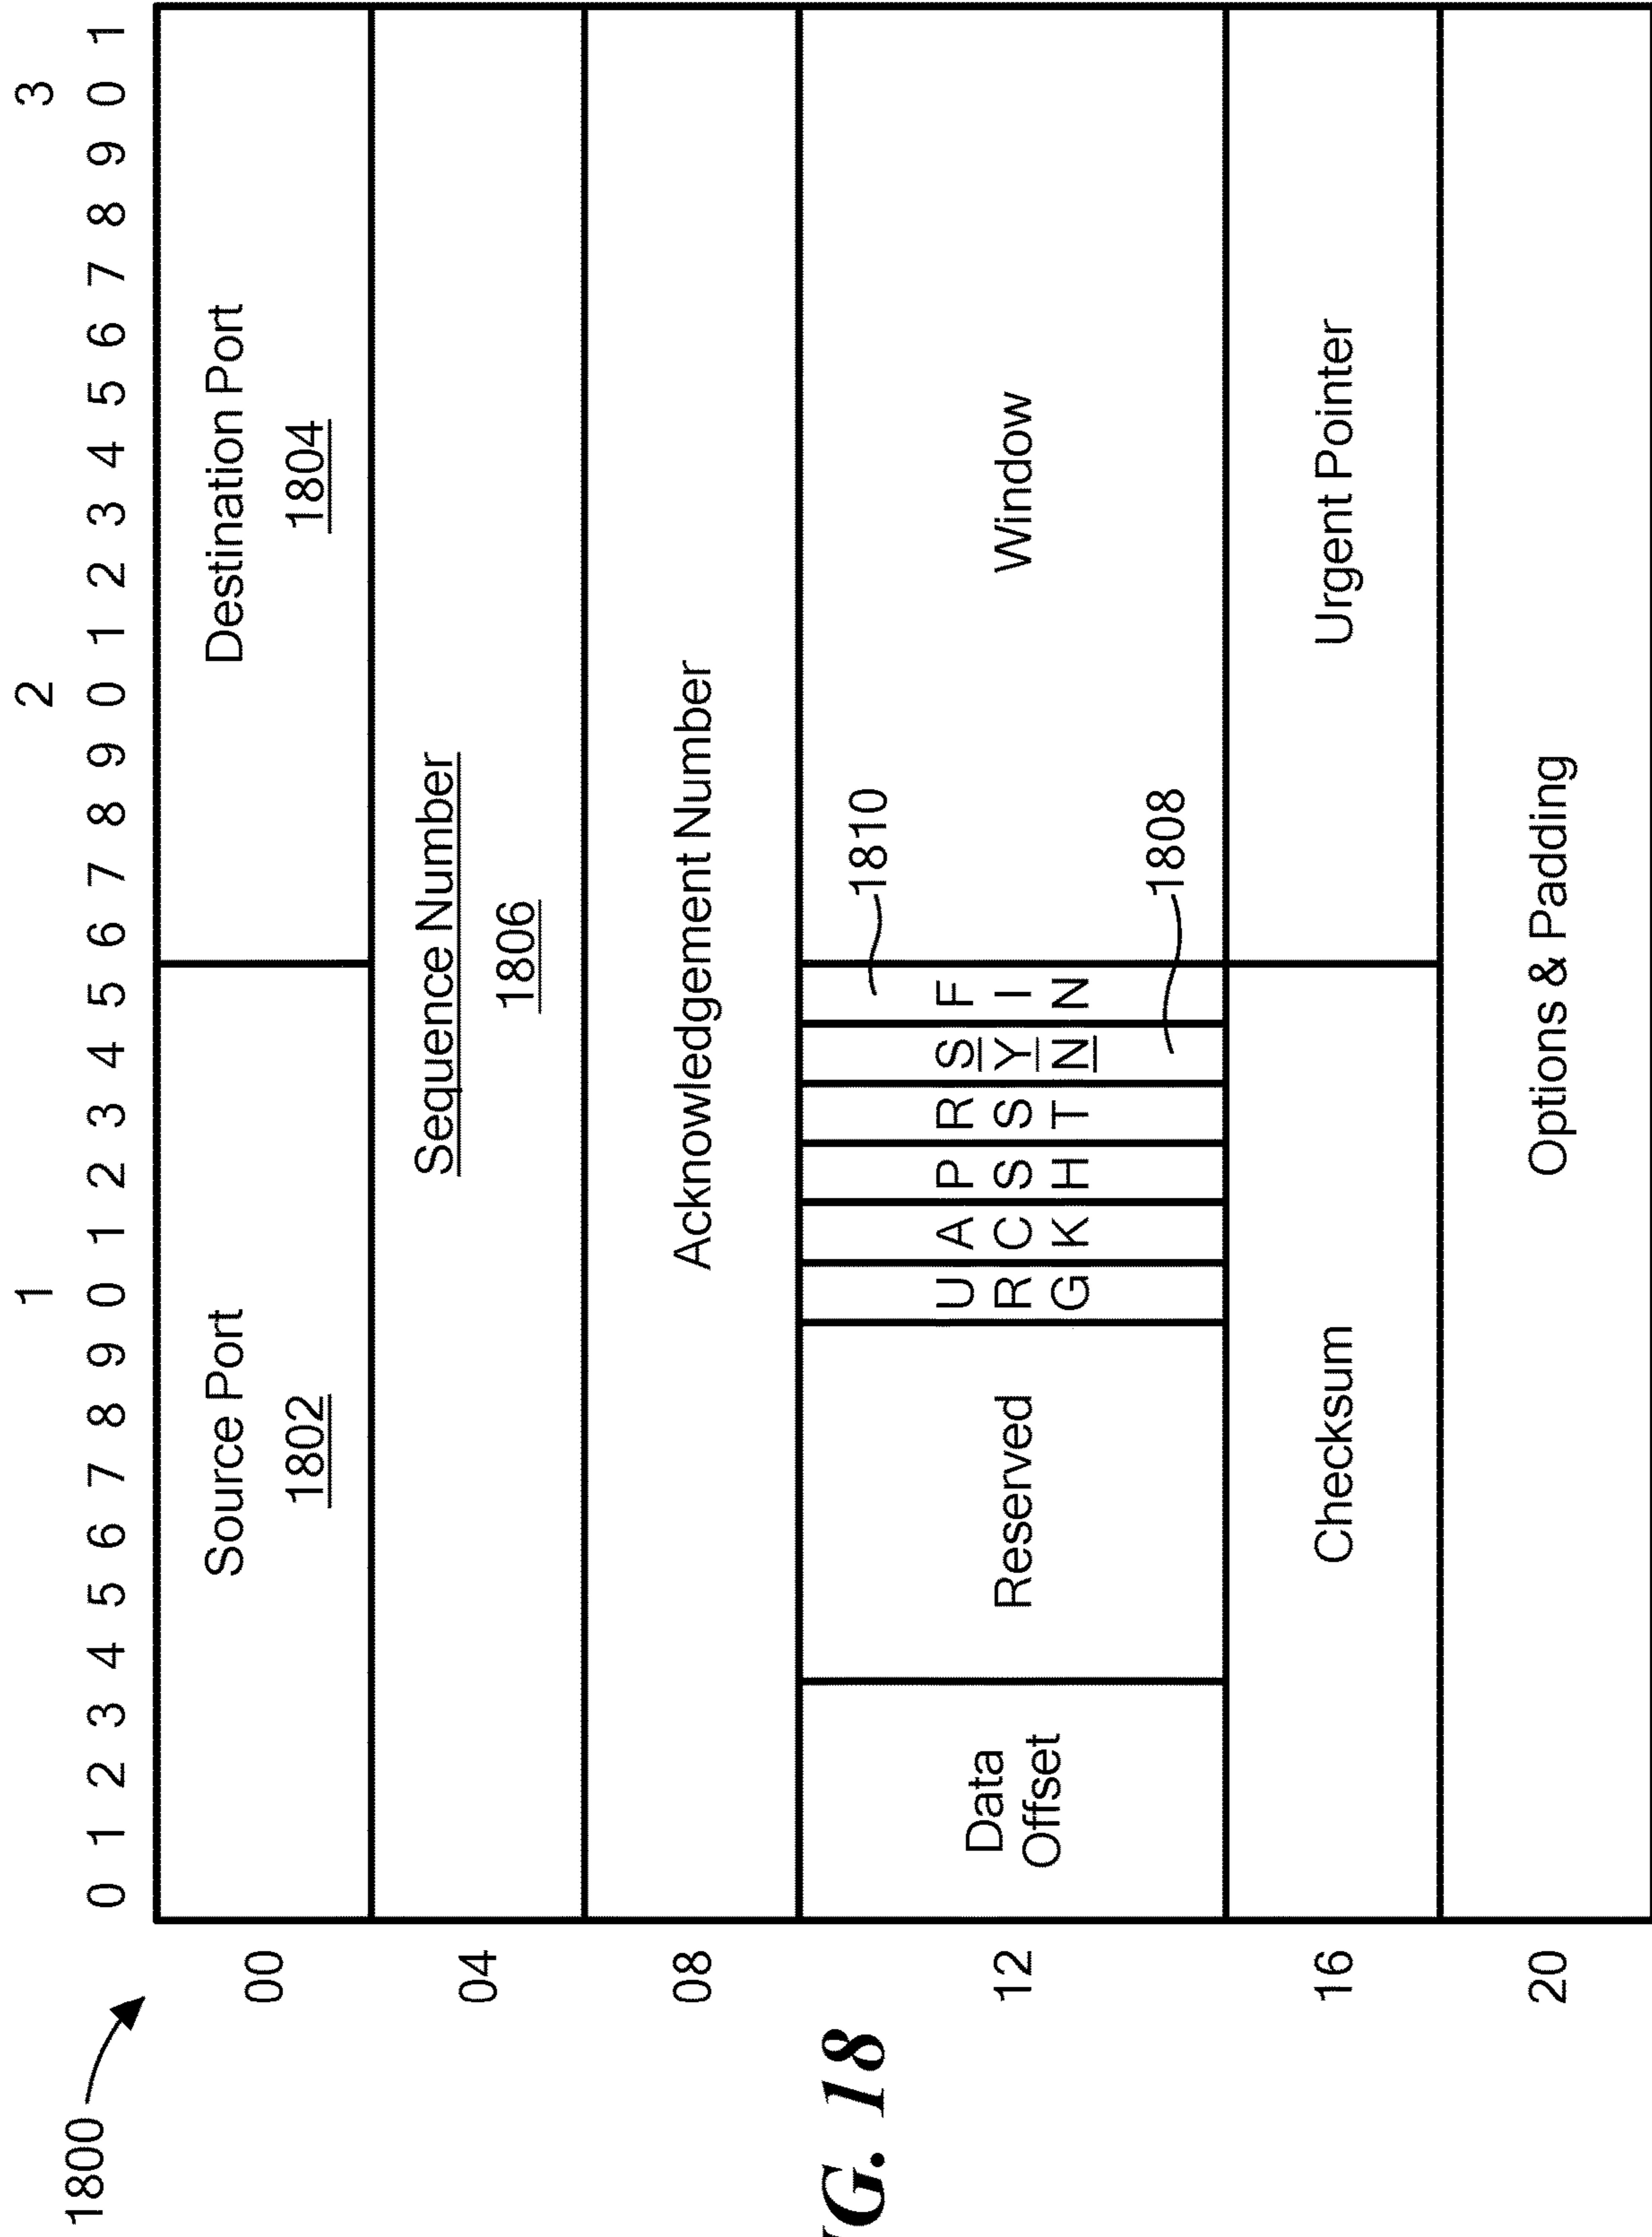 1800
1 2 3
0 1 2 3 4 5 6 7 8 9 0 1 2 3 4 5 6 7 8 9 0 1 2 3 4 5 6 7 8 9 0 1
00
Source Port
1802
Destination Port
1804
04
Sequence Number
1806
08
Acknowledgement Number
12
Data
Offset
Reserved
URG
ACK
PSH
RST
SYN
FIN
1810
1808
Window
16
Checksum
Urgent Pointer
20
Options & Padding
G. 18